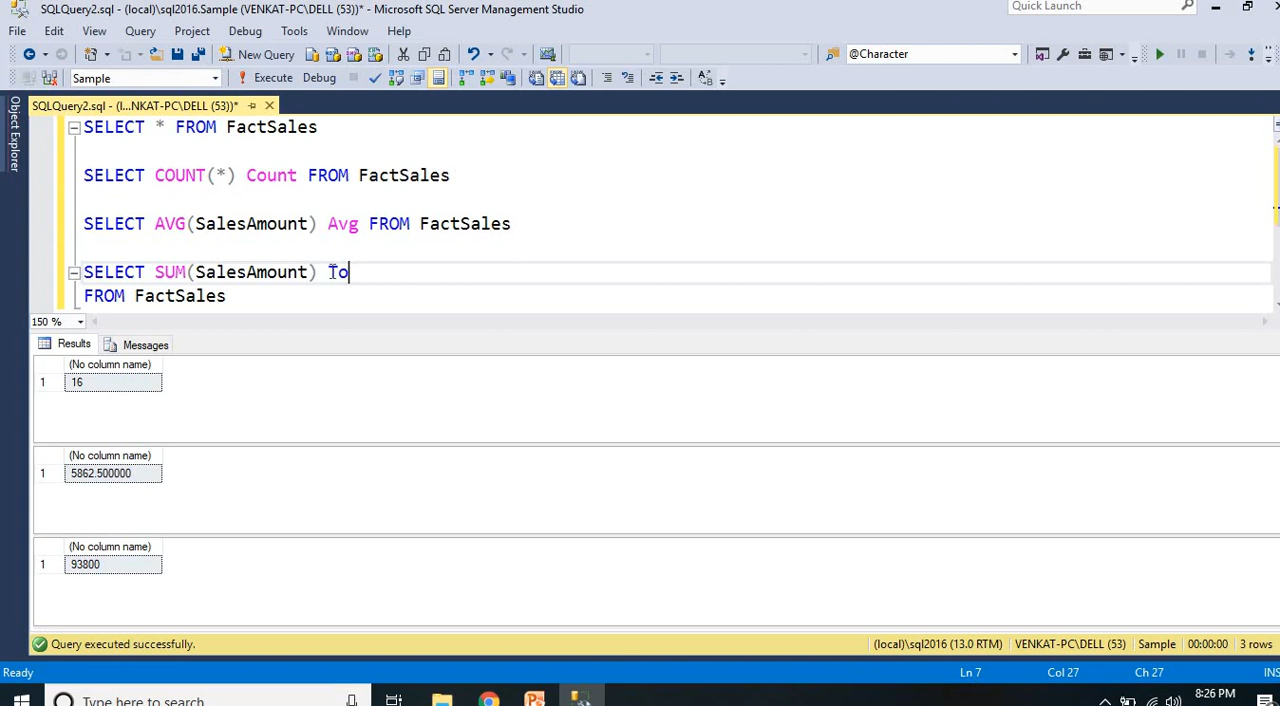 SQLQuery2.sql - (local)\sql2016.Sample (VENKAT-PC\DELL (53))* - Microsoft SQL Server Management Studio
Quick Launch
File Edit View Query Project Debug Tools Window Help
New Query @Character
Sample Execute Debug
SQLQuery2.sql - (l...NKAT-PC\DELL (53))*
Object Explorer
SELECT * FROM FactSales
SELECT COUNT(*) Count FROM FactSales
SELECT AVG(SalesAmount) Avg FROM FactSales
SELECT SUM(SalesAmount) To
FROM FactSales
150 %
Results Messages
(No column name)
1 16
(No column name)
1 5862.500000
(No column name)
1 93800
Query executed successfully. (local)\sql2016 (13.0 RTM) VENKAT-PC\DELL (53) Sample 00:00:00 3 rows
Ready Ln 7 Col 27 Ch 27 INS
Type here to search 8:26 PM